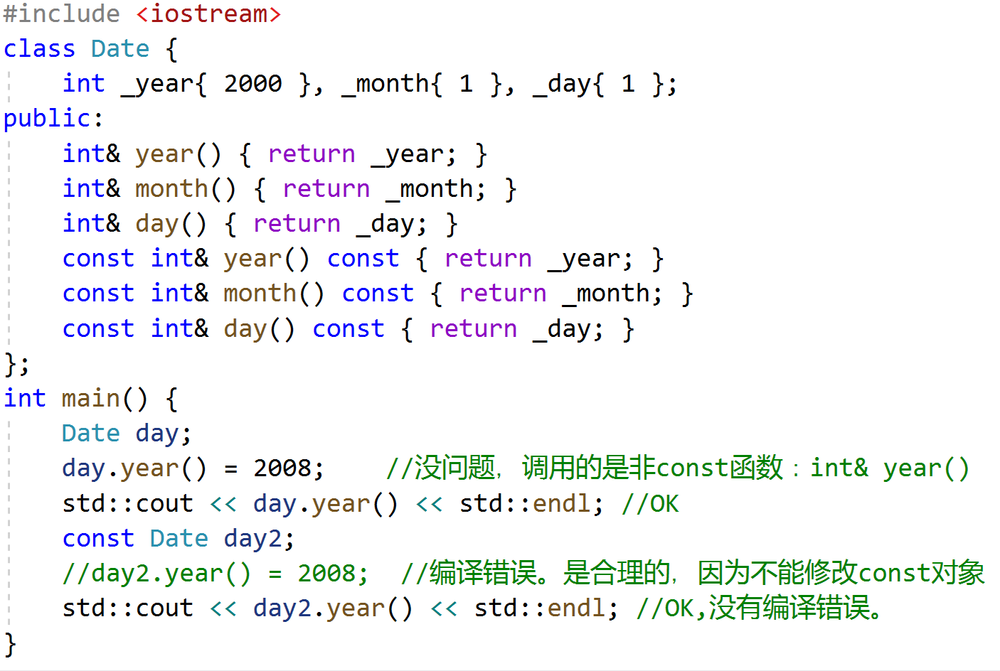 #include <iostream>
class Date {
    int _year{ 2000 }, _month{ 1 }, _day{ 1 };
public:
    int& year() { return _year; }
    int& month() { return _month; }
    int& day() { return _day; }
    const int& year() const { return _year; }
    const int& month() const { return _month; }
    const int& day() const { return _day; }
};
int main() {
    Date day;
    day.year() = 2008;    //没问题，调用的是非const函数：int& year()
    std::cout << day.year() << std::endl; //OK
    const Date day2;
    //day2.year() = 2008;  //编译错误。是合理的，因为不能修改const对象
    std::cout << day2.year() << std::endl; //OK,没有编译错误。
}